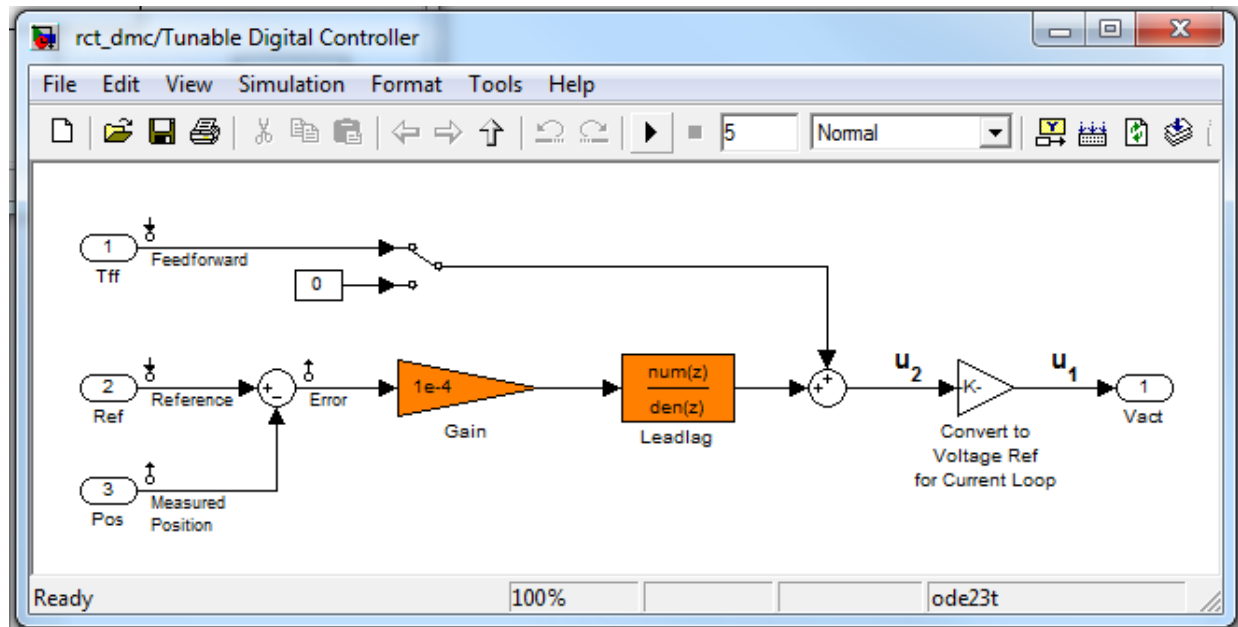 rct_dmc/Tunable Digital Controller
File Edit View Simulation Format Tools Help
5 Normal
1
Tff
Feedforward
0
2
Ref
Reference
+
−
Error
1e-4
Gain
num(z)
den(z)
Leadlag
+
+
u2
-K-
Convert to
Voltage Ref
for Current Loop
u1
1
Vact
3
Pos
Measured
Position
Ready 100% ode23t